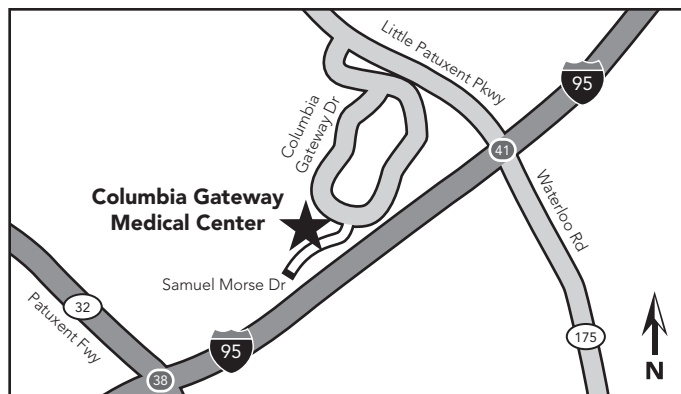 Little Patuxent Pkwy
95
Columbia
Gateway Dr
41
Columbia Gateway
Medical Center
Waterloo Rd
Samuel Morse Dr
32
Patuxent Fwy
95
175
38
N